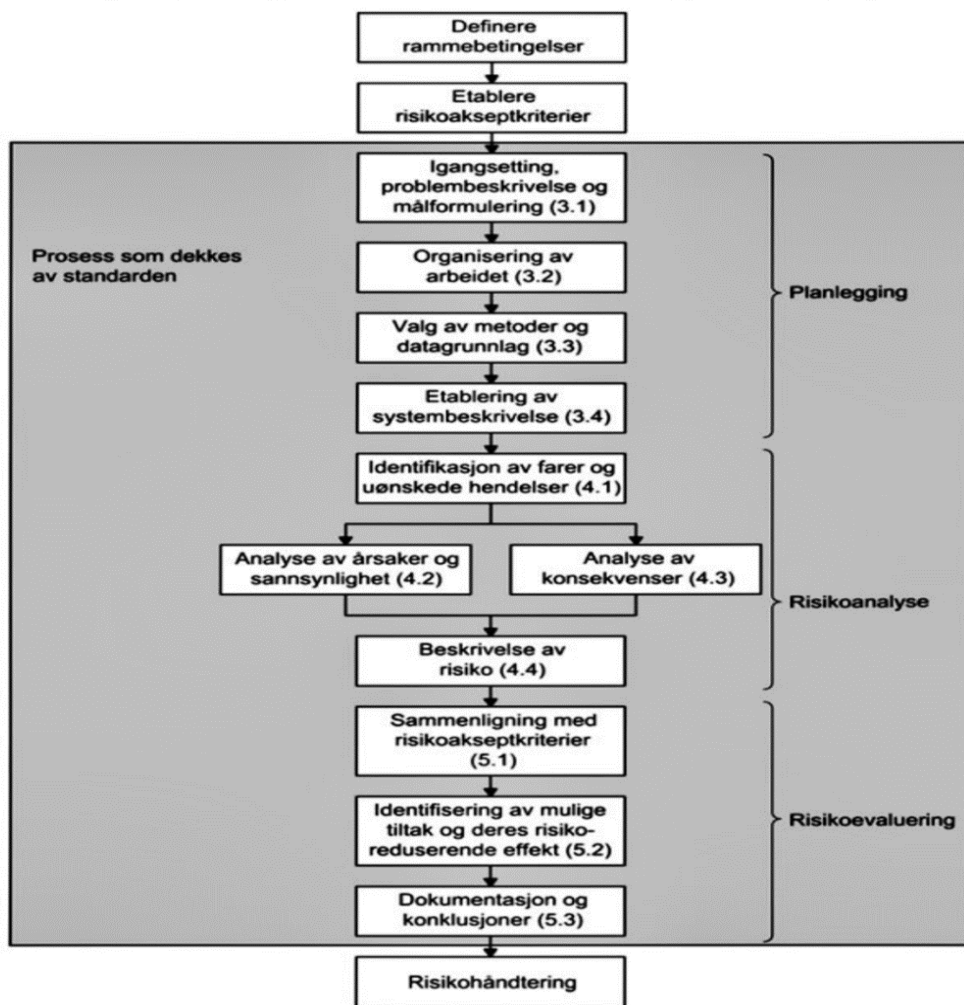 Definere
rammebetingelser
Etablere
risikoakseptkriterier
Igangsetting,
problembeskrivelse og
målformulering (3.1)
Prosess som dekkes
av standarden
Organisering av
arbeidet (3.2)
Planlegging
Valg av metoder og
datagrunnlag (3.3)
Etablering av
systembeskrivelse (3.4)
Identifikasjon av farer og
uønskede hendelser (4.1)
Analyse av årsaker og
sannsynlighet (4.2)
Analyse av
konsekvenser (4.3)
Risikoanalyse
Beskrivelse av
risiko (4.4)
Sammenligning med
risikoakseptkriterier
(5.1)
Identifisering av mulige
tiltak og deres risiko-
reduserende effekt (5.2)
Risikoevaluering
Dokumentasjon og
konklusjoner (5.3)
Risikohåndtering